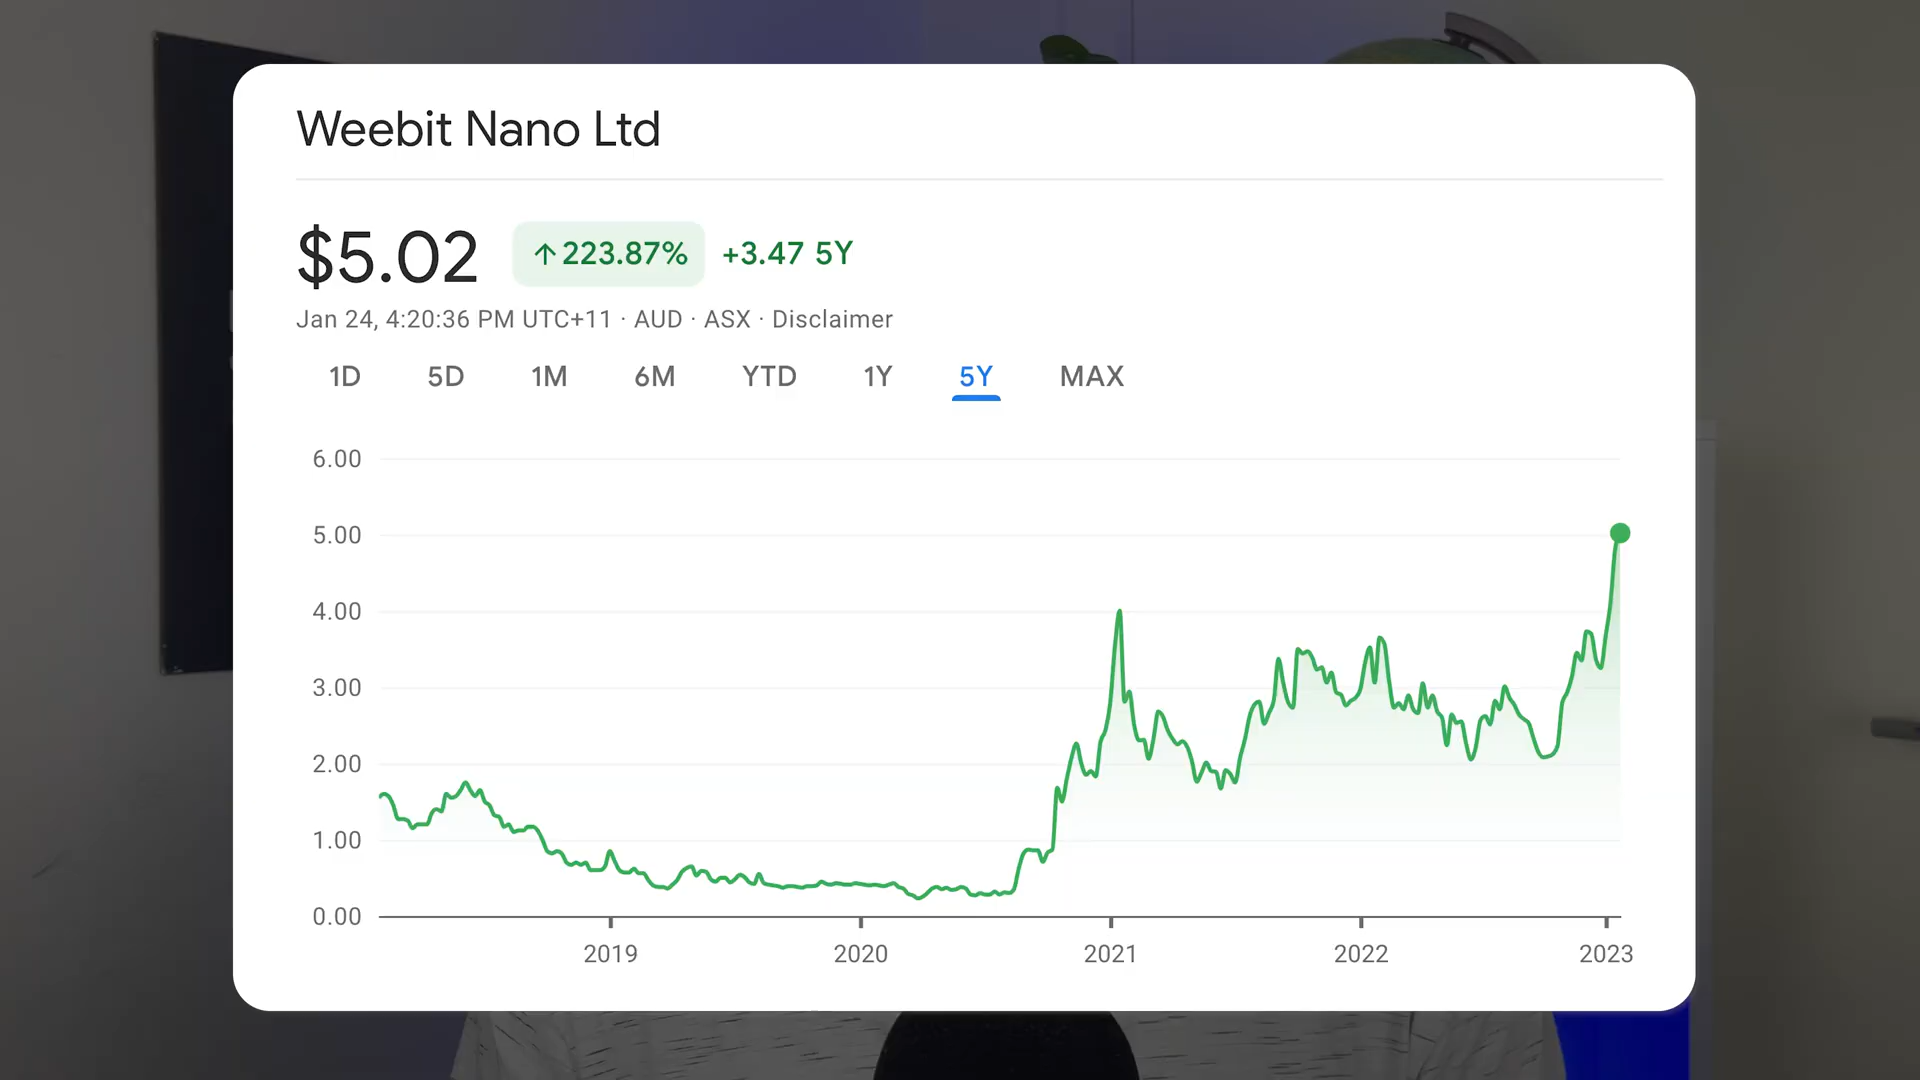 Weebit Nano Ltd
$5.02 ↑223.87% +3.47 5Y
Jan 24, 4:20:36 PM UTC+11 · AUD · ASX · Disclaimer
1D 5D 1M 6M YTD 1Y 5Y MAX
6.00
5.00
4.00
3.00
2.00
1.00
0.00
2019 2020 2021 2022 2023